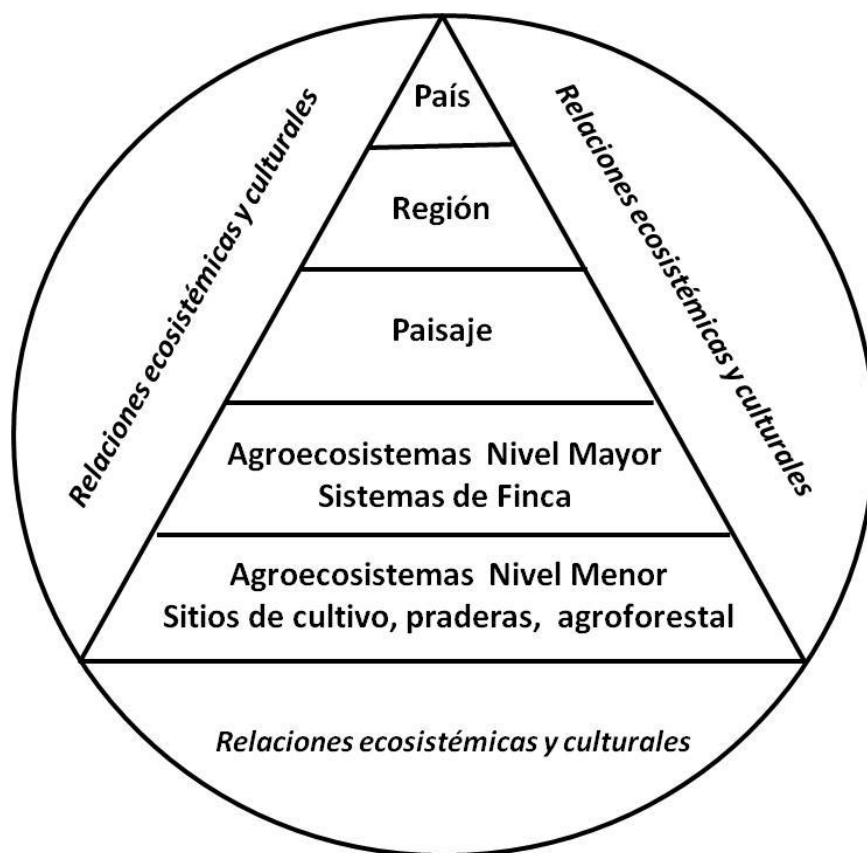 Relaciones ecosistémicas y culturales
Relaciones ecosistémicas y culturales
País
Región
Paisaje
Agroecosistemas Nivel Mayor
Sistemas de Finca
Agroecosistemas Nivel Menor
Sitios de cultivo, praderas, agroforestal
Relaciones ecosistémicas y culturales